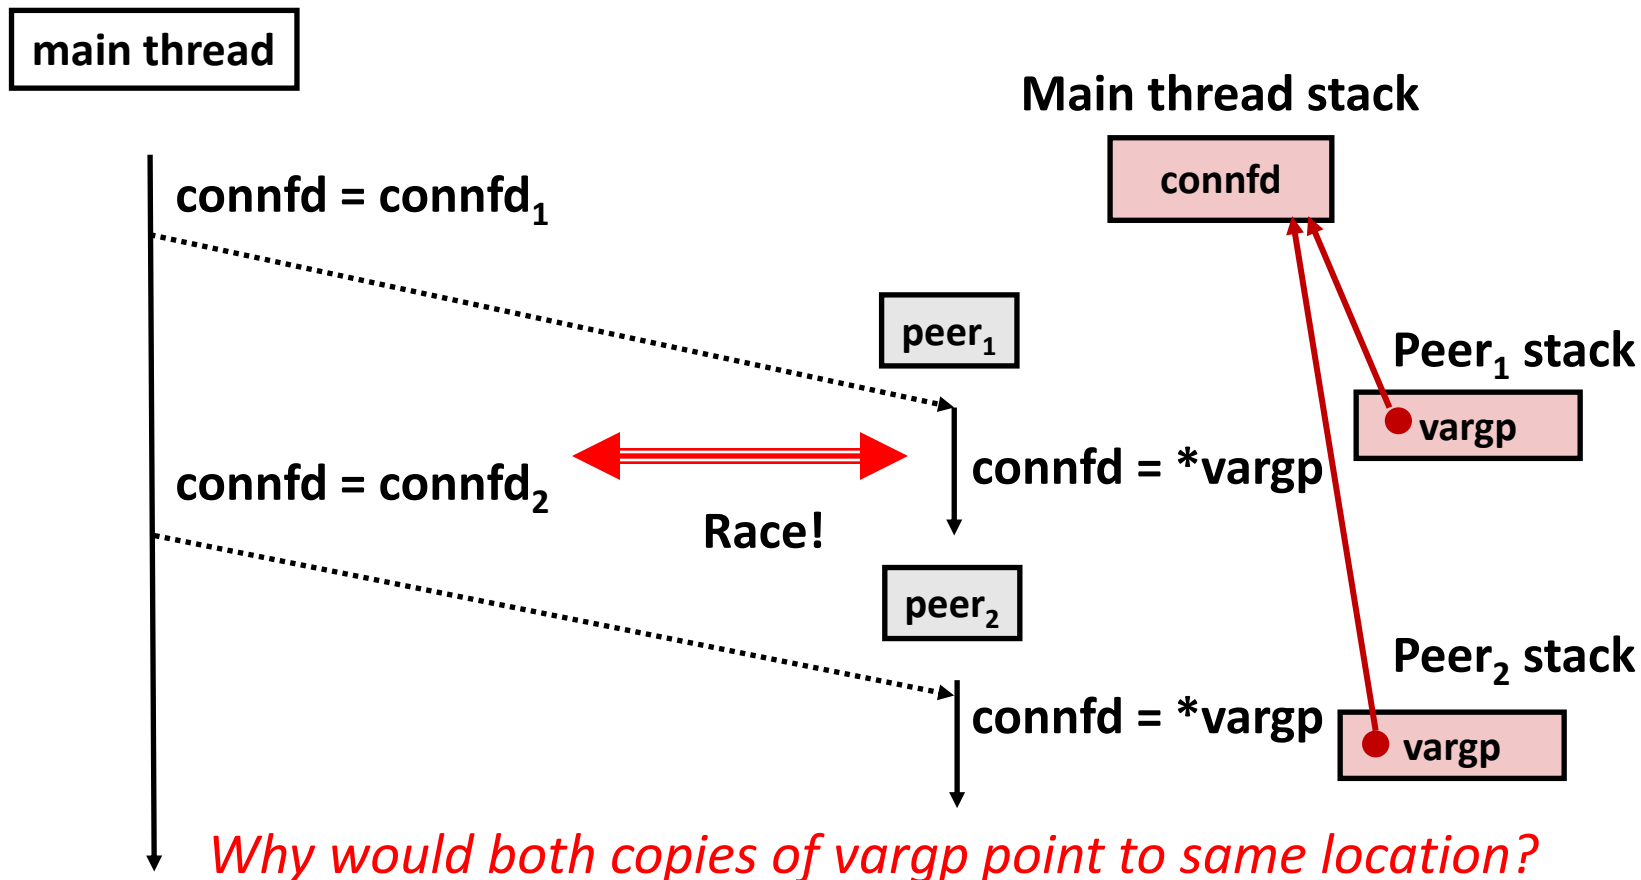 main thread
Main thread stack
connfd
connfd = connfd₁
peer₁
Peer₁ stack
vargp
connfd = *vargp
connfd = connfd₂
Race!
peer₂
Peer₂ stack
connfd = *vargp
vargp
Why would both copies of vargp point to same location?